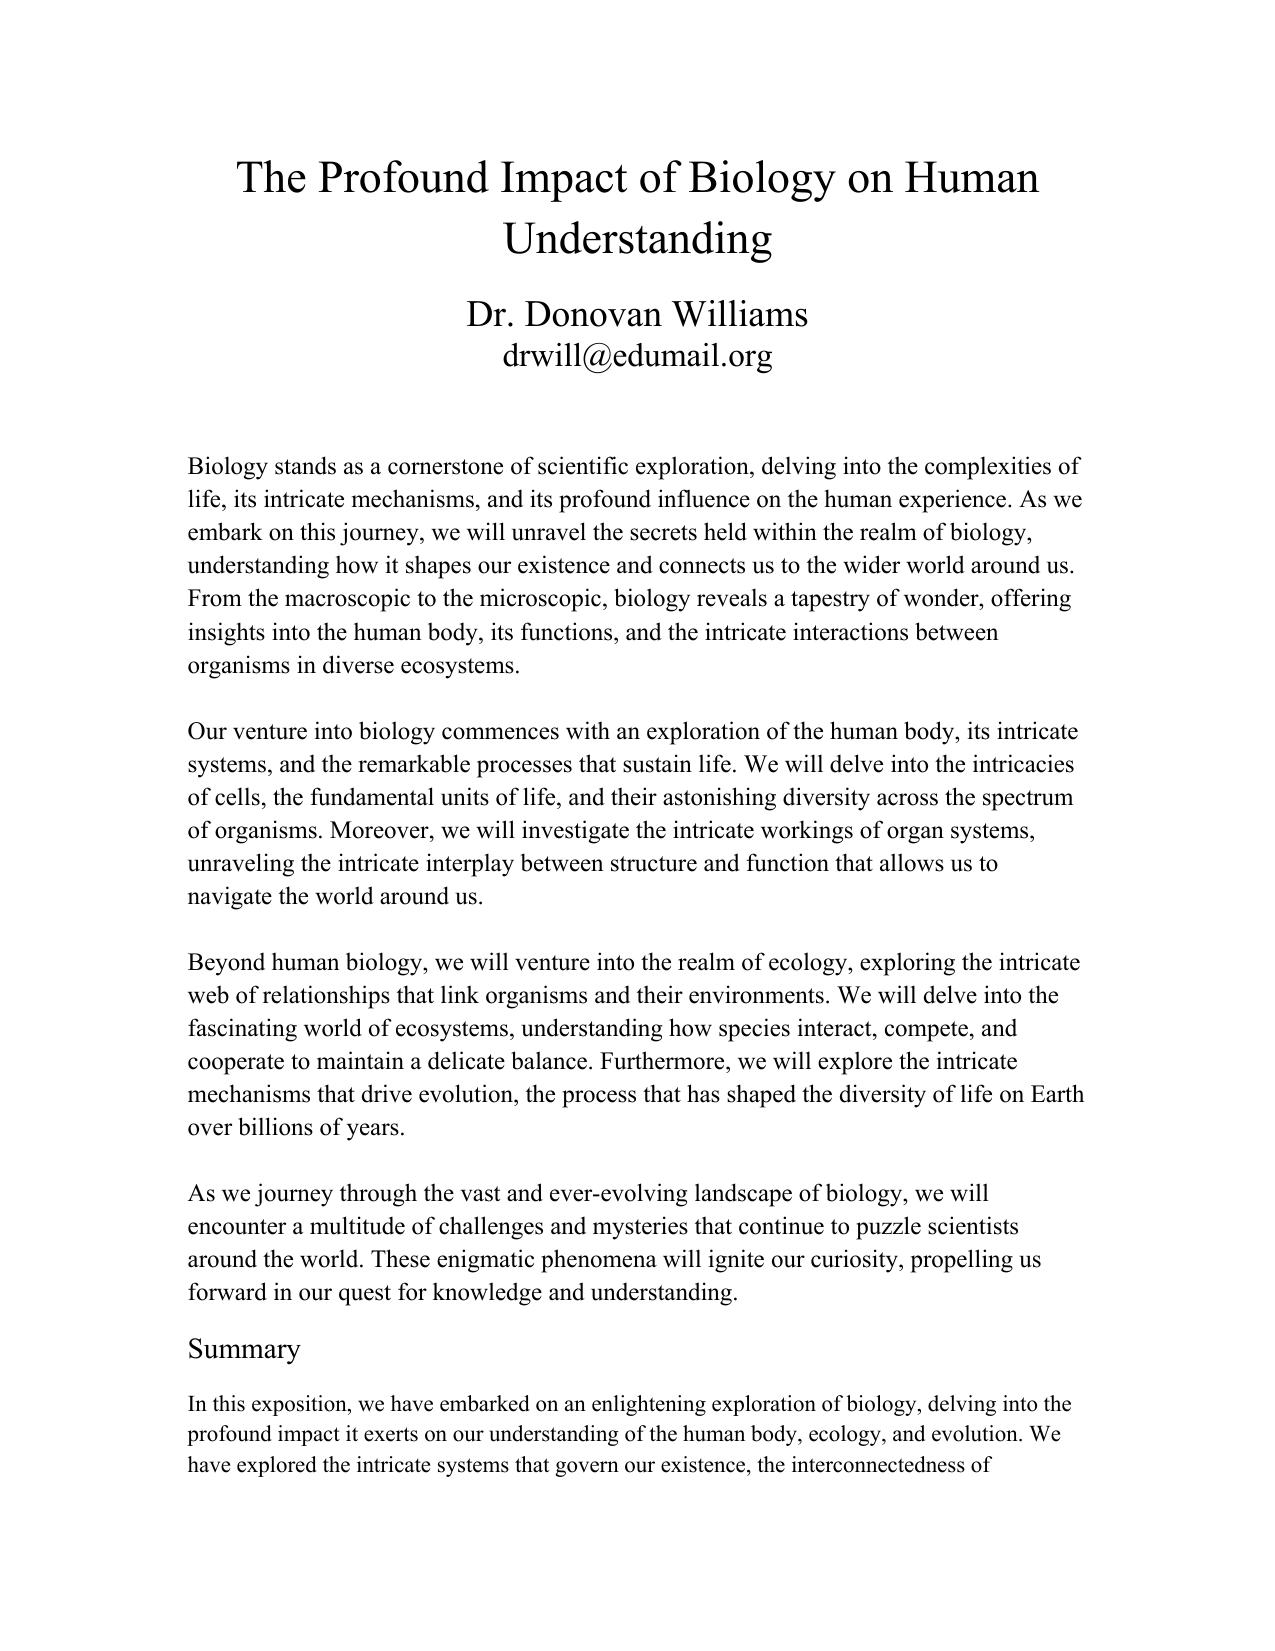 The Profound Impact of Biology on Human
Understanding
Dr. Donovan Williams
drwill@edumail.org
Biology stands as a cornerstone of scientific exploration, delving into the complexities of
life, its intricate mechanisms, and its profound influence on the human experience. As we
embark on this journey, we will unravel the secrets held within the realm of biology,
understanding how it shapes our existence and connects us to the wider world around us.
From the macroscopic to the microscopic, biology reveals a tapestry of wonder, offering
insights into the human body, its functions, and the intricate interactions between
organisms in diverse ecosystems.
Our venture into biology commences with an exploration of the human body, its intricate
systems, and the remarkable processes that sustain life. We will delve into the intricacies
of cells, the fundamental units of life, and their astonishing diversity across the spectrum
of organisms. Moreover, we will investigate the intricate workings of organ systems,
unraveling the intricate interplay between structure and function that allows us to
navigate the world around us.
Beyond human biology, we will venture into the realm of ecology, exploring the intricate
web of relationships that link organisms and their environments. We will delve into the
fascinating world of ecosystems, understanding how species interact, compete, and
cooperate to maintain a delicate balance. Furthermore, we will explore the intricate
mechanisms that drive evolution, the process that has shaped the diversity of life on Earth
over billions of years.
As we journey through the vast and ever-evolving landscape of biology, we will
encounter a multitude of challenges and mysteries that continue to puzzle scientists
around the world. These enigmatic phenomena will ignite our curiosity, propelling us
forward in our quest for knowledge and understanding.
Summary
In this exposition, we have embarked on an enlightening exploration of biology, delving into the
profound impact it exerts on our understanding of the human body, ecology, and evolution. We
have explored the intricate systems that govern our existence, the interconnectedness of